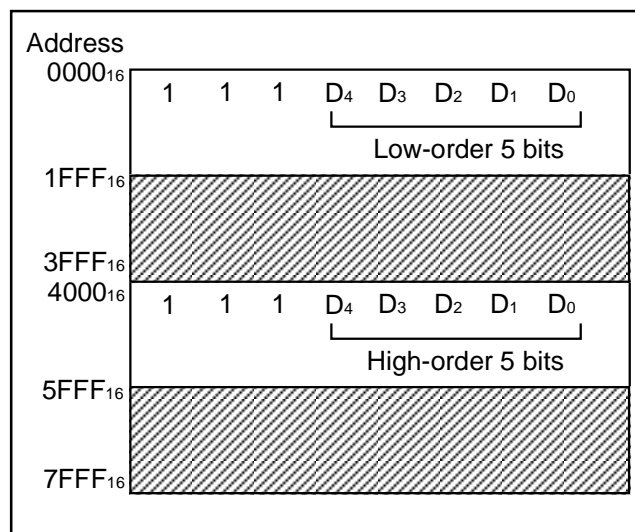 Address
0000₁₆
1 1 1 D₄ D₃ D₂ D₁ D₀
Low-order 5 bits
1FFF₁₆
3FFF₁₆
4000₁₆
1 1 1 D₄ D₃ D₂ D₁ D₀
High-order 5 bits
5FFF₁₆
7FFF₁₆